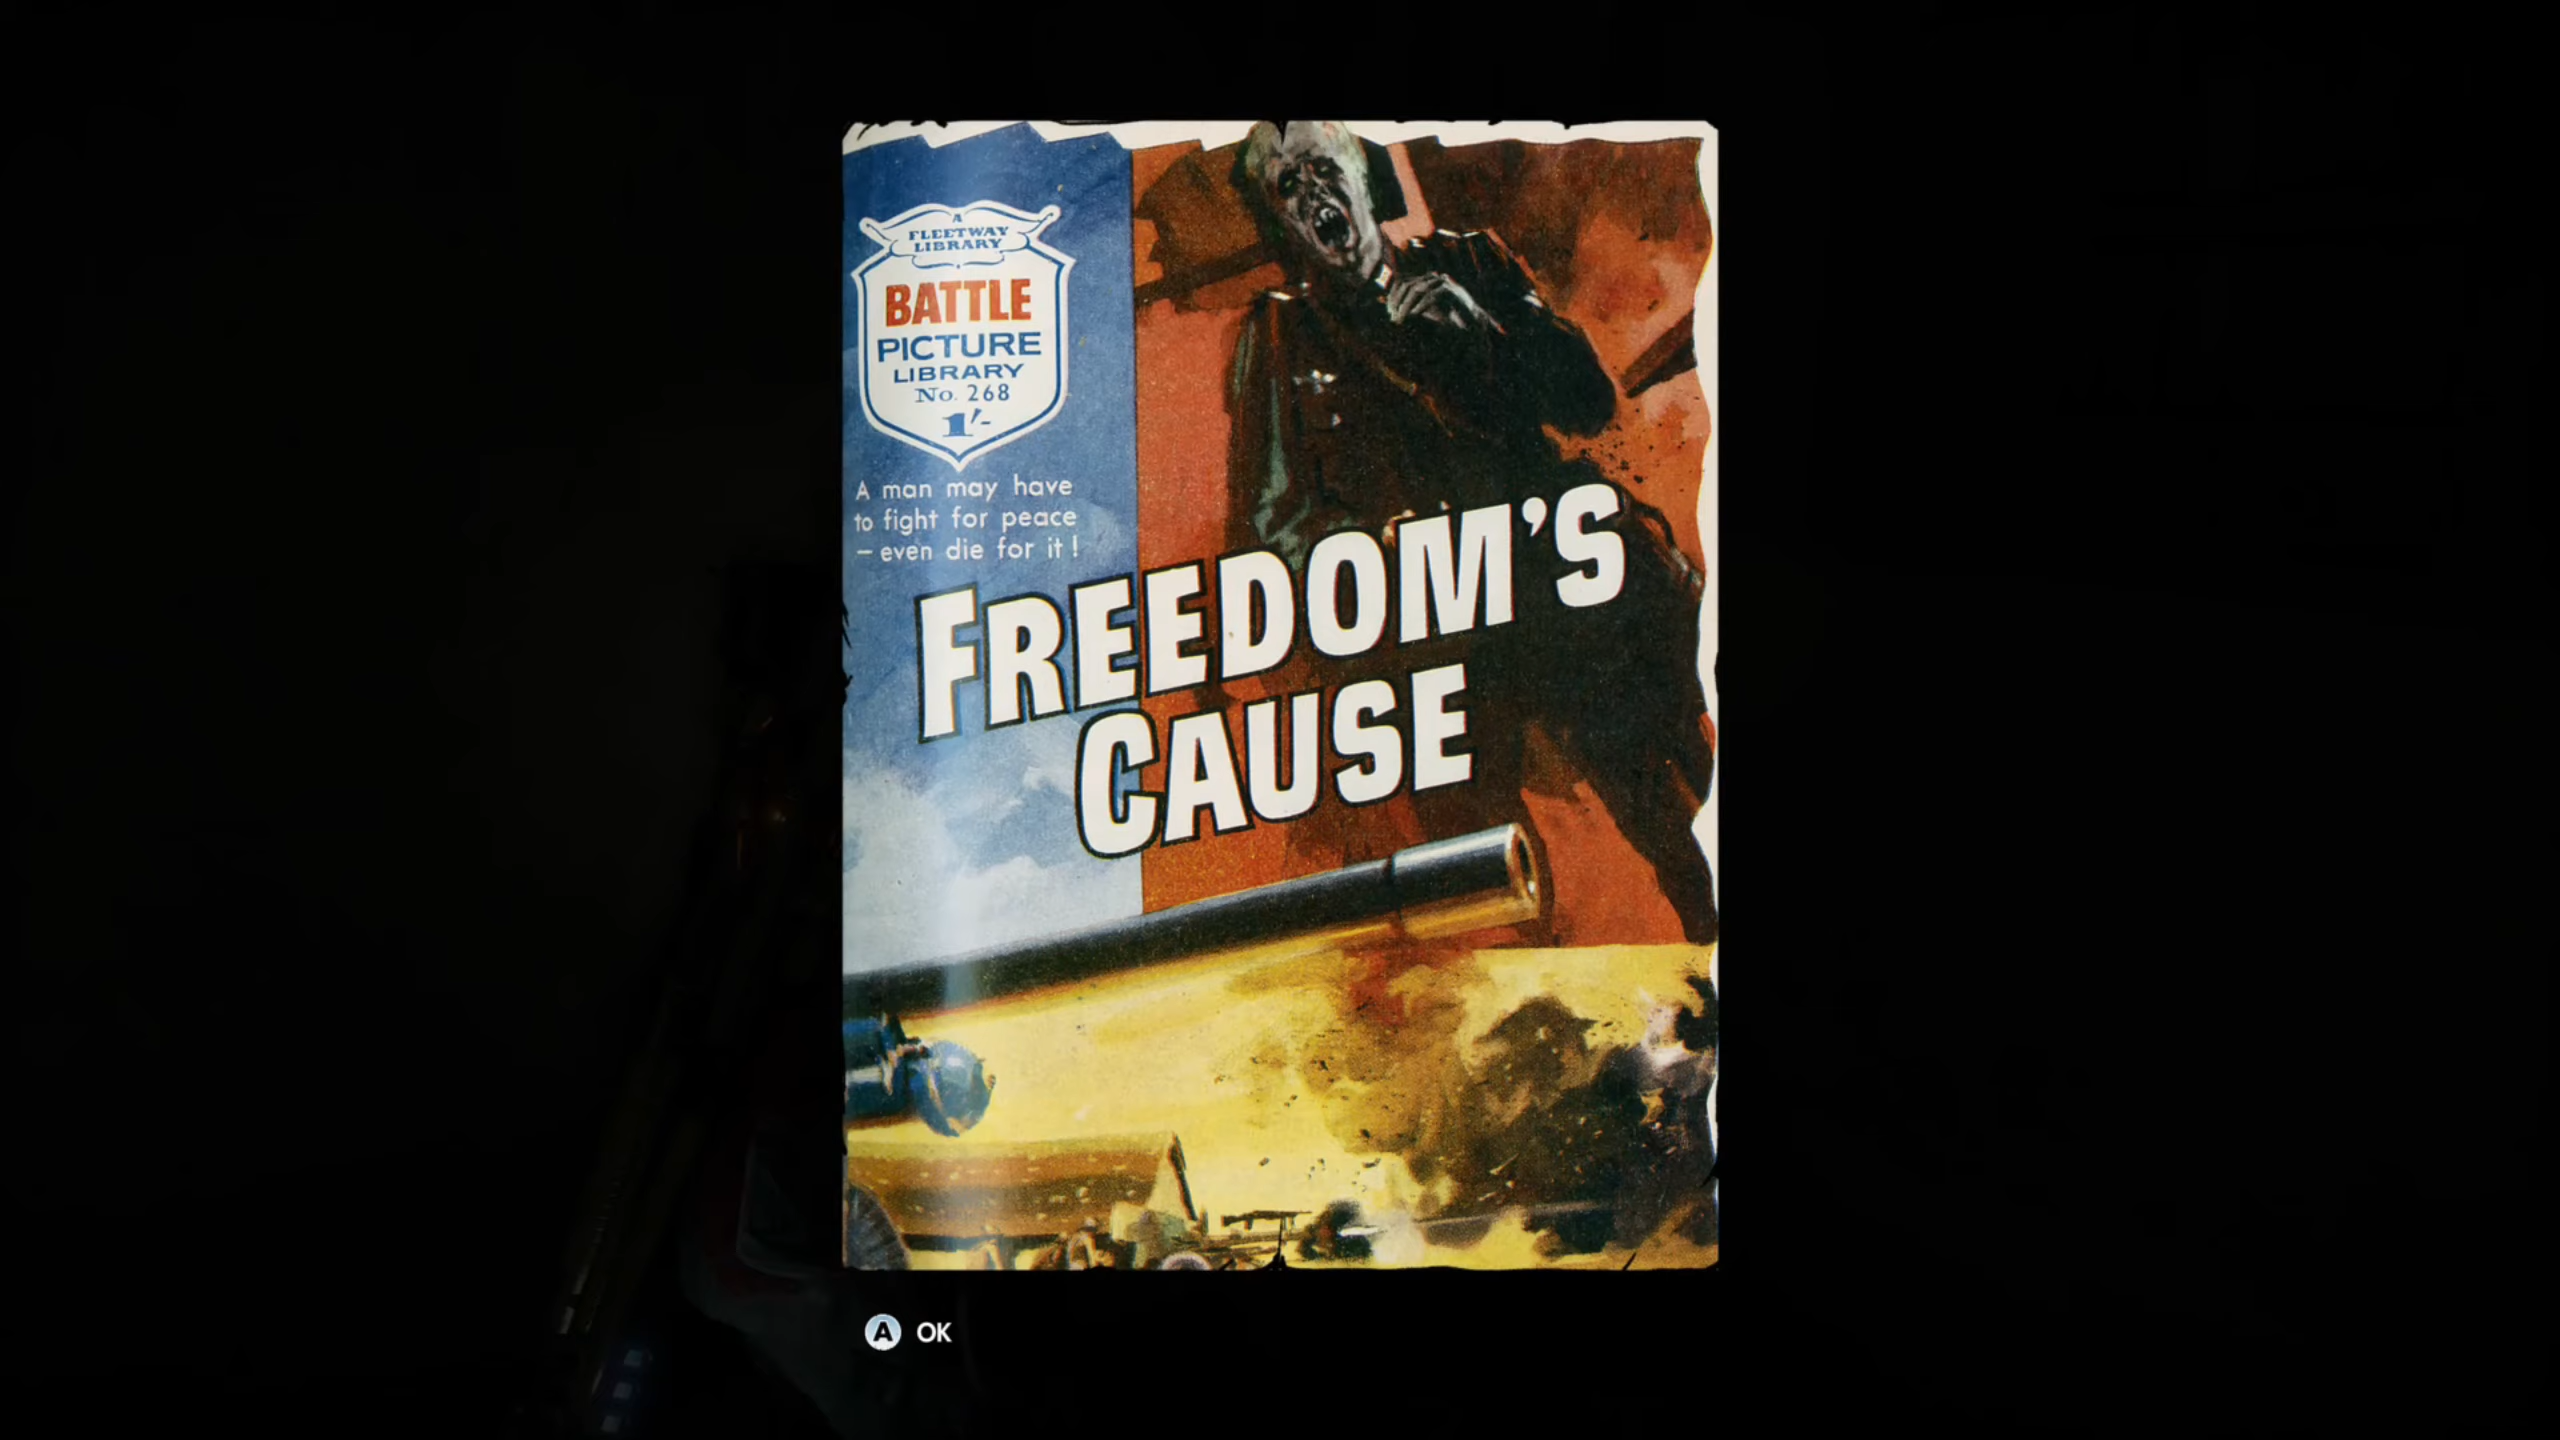 A
FLEETWAY
LIBRARY
BATTLE
PICTURE
LIBRARY
No. 268
1/-
A man may have
to fight for peace
— even die for it!
FREEDOM'S
CAUSE
A OK